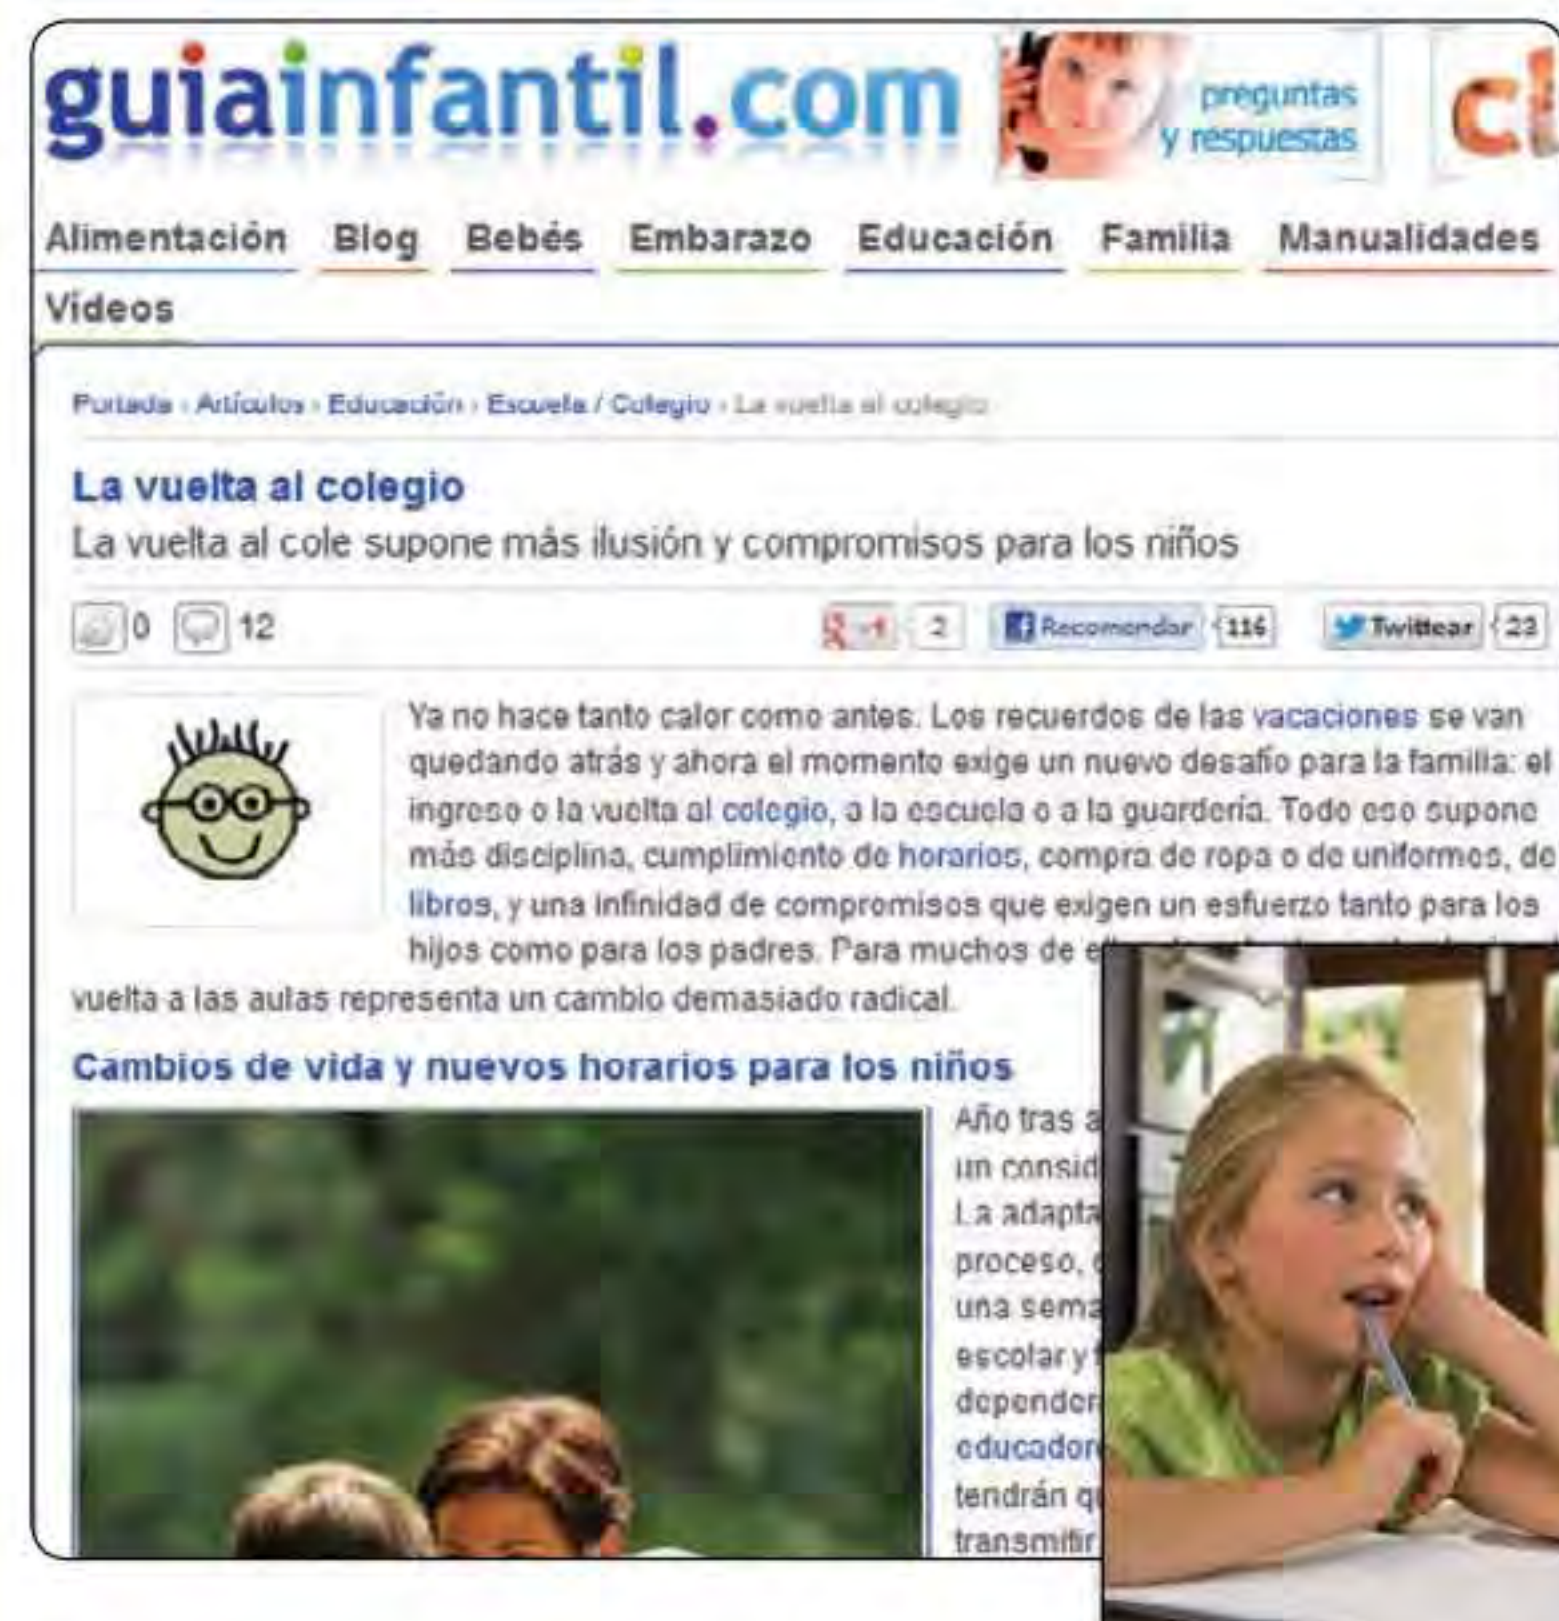 guiainfantil.com
preguntas
y respuestas
Alimentación Blog Bebés Embarazo Educación Familia Manualidades
Vídeos
Portada › Artículos › Educación › Escuela / Colegio › La vuelta al colegio
La vuelta al colegio
La vuelta al cole supone más ilusión y compromisos para los niños
0 12 +1 2 Recomendar 116 Twittear 23
Ya no hace tanto calor como antes. Los recuerdos de las vacaciones se van
quedando atrás y ahora el momento exige un nuevo desafío para la familia: el
ingreso o la vuelta al colegio, a la escuela o a la guardería. Todo eso supone
más disciplina, cumplimiento de horarios, compra de ropa o de uniformes, de
libros, y una infinidad de compromisos que exigen un esfuerzo tanto para los
hijos como para los padres. Para muchos de
vuelta a las aulas representa un cambio demasiado radical.
Cambios de vida y nuevos horarios para los niños
Año tras
un consid
La adapta
proceso,
una sema
escolar y
depender
educador
tendrán
transmitir